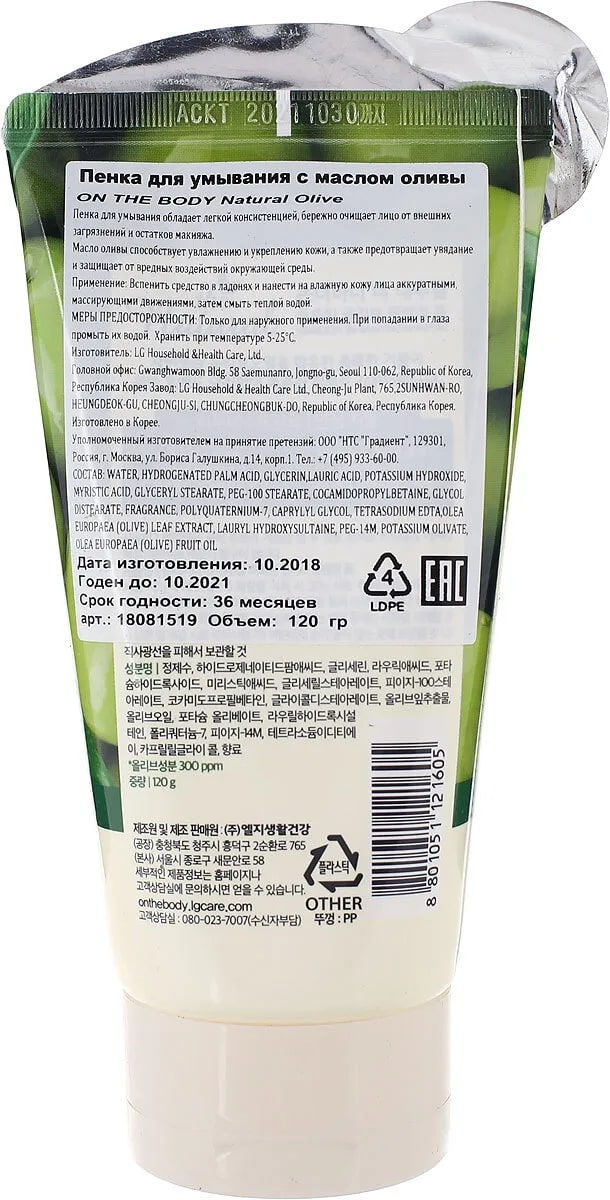 ACKT 20211030까지
Пенка для умывания с маслом оливы
ON THE BODY Natural Olive
Пенка для умывания обладает легкой консистенцией, бережно очищает лицо от внешних
загрязнений и остатков макияжа.
Масло оливы способствует увлажнению и укреплению кожи, а также предотвращает увядание
и защищает от вредных воздействий окружающей среды.
Применение: Вспенить средство в ладонях и нанести на влажную кожу лица аккуратными,
массирующими движениями, затем смыть теплой водой.
МЕРЫ ПРЕДОСТОРОЖНОСТИ: Только для наружного применения. При попадании в глаза
промыть их водой. Хранить при температуре 5-25°С.
Изготовитель: LG Household &Health Care, Ltd.,
Головной офис: Gwanghwamoon Bldg. 58 Saemunanro, Jongno-gu, Seoul 110-062, Republic of Korea,
Республика Корея Завод: LG Household & Health Care Ltd., Cheong-Ju Plant, 765,2SUNHWAN-RO,
HEUNGDEOK-GU, CHEONGJU-SI, CHUNGCHEONGBUK-DO, Republic of Korea, Республика Корея.
Изготовлено в Корее.
Уполномоченный изготовителем на принятие претензий: ООО "НТС "Градиент", 129301,
Россия, г. Москва, ул. Бориса Галушкина, д.14, корп.1. Тел.: +7 (495) 933-60-00.
СОСТАВ: WATER, HYDROGENATED PALM ACID, GLYCERIN,LAURIC ACID, POTASSIUM HYDROXIDE,
MYRISTIC ACID, GLYCERYL STEARATE, PEG-100 STEARATE, COCAMIDOPROPYLBETAINE, GLYCOL
DISTEARATE, FRAGRANCE, POLYQUATERNIUM-7, CAPRYLYL GLYCOL, TETRASODIUM EDTA,OLEA
EUROPAEA (OLIVE) LEAF EXTRACT, LAURYL HYDROXYSULTAINE, PEG-14M, POTASSIUM OLIVATE,
OLEA EUROPAEA (OLIVE) FRUIT OIL
Дата изготовления: 10.2018
Годен до: 10.2021
Срок годности: 36 месяцев
арт.: 18081519 Объем: 120 гр
4
LDPE
EAC
직사광선을 피해서 보관할 것
성분명 | 정제수, 하이드로제네이티드팜애씨드, 글리세린, 라우릭애씨드, 포타
슘하이드록사이드, 미리스틱애씨드, 글리세릴스테아레이트, 피이지-100스테
아레이트, 코카미도프로필베타인, 글라이콜디스테아레이트, 올리브잎추출물,
올리브오일, 포타슘 올리베이트, 라우릴하이드록시설
테인, 폴리쿼터늄-7, 피이지-14M, 테트라소듐이디티에
이, 카프릴릴글라이 콜, 향료
*올리브성분 300 ppm
중량 | 120 g
제조원 및 제조 판매원 : (주)엘지생활건강
(공장) 충청북도 청주시 흥덕구 2순환로 765
(본사) 서울시 종로구 새문안로 58
세부적인 제품정보는 홈페이지나
고객상담실에 문의하시면 얻을 수 있습니다.
onthebody.lgcare.com
고객상담실 : 080-023-7007(수신자부담)
플라스틱
OTHER
뚜껑 : PP
8 801051 121605